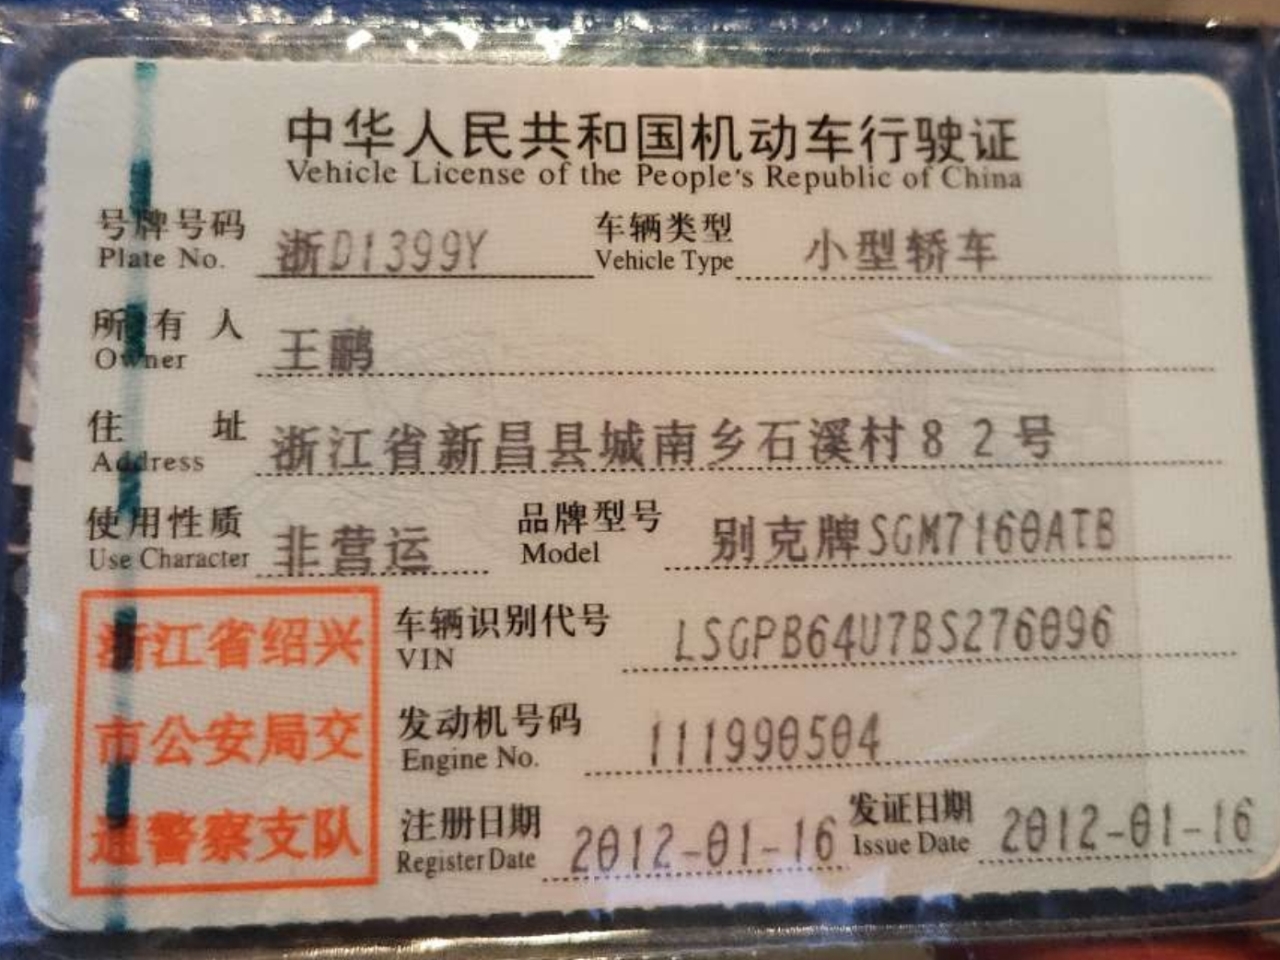 中华人民共和国机动车行驶证
Vehicle License of the People's Republic of China
号牌号码 浙D1399Y 车辆类型 小型轿车
Plate No. Vehicle Type
所有人 王鹂
Owner
住址 浙江省新昌县城南乡石溪村82号
Address
使用性质 非营运 品牌型号 别克牌SGM7160ATB
Use Character Model
浙江省绍兴
市公安局交
通警察支队
车辆识别代号 LSGPB64U7BS276096
VIN
发动机号码 111990504
Engine No.
注册日期 2012-01-16 发证日期 2012-01-16
Register Date Issue Date